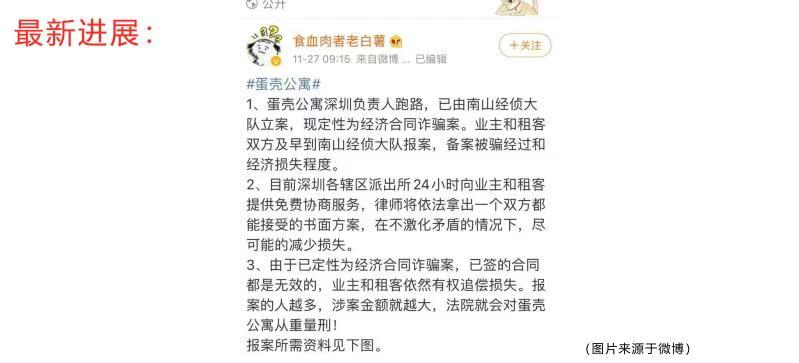 公开
最新进展：
食血肉者老白薯
+关注
11-27 09:15 来自微博 ... 已编辑
#蛋壳公寓#
1、蛋壳公寓深圳负责人跑路，已由南山经侦大
队立案，现定性为经济合同诈骗案。业主和租客
双方及早到南山经侦大队报案，备案被骗经过和
经济损失程度。
2、目前深圳各辖区派出所24小时向业主和租客
提供免费协商服务，律师将依法拿出一个双方都
能接受的书面方案，在不激化矛盾的情况下，尽
可能的减少损失。
3、由于已定性为经济合同诈骗案，已签的合同
都是无效的，业主和租客依然有权追偿损失。报
案的人越多，涉案金额就越大，法院就会对蛋壳
公寓从重量刑！
报案所需资料见下图。
（图片来源于微博）